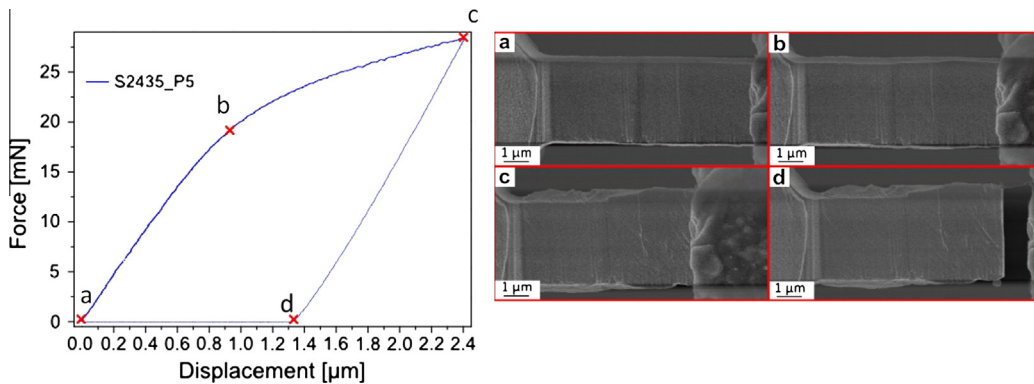 C
S2435_P5
b
a
d
Force [mN]
25
20
15
10
5
0
0.0 0.2 0.4 0.6 0.8 1.0 1.2 1.4 1.6 1.8 2.0 2.2 2.4
Displacement [µm]
a
1 µm
b
1 µm
c
1 µm
d
1 µm